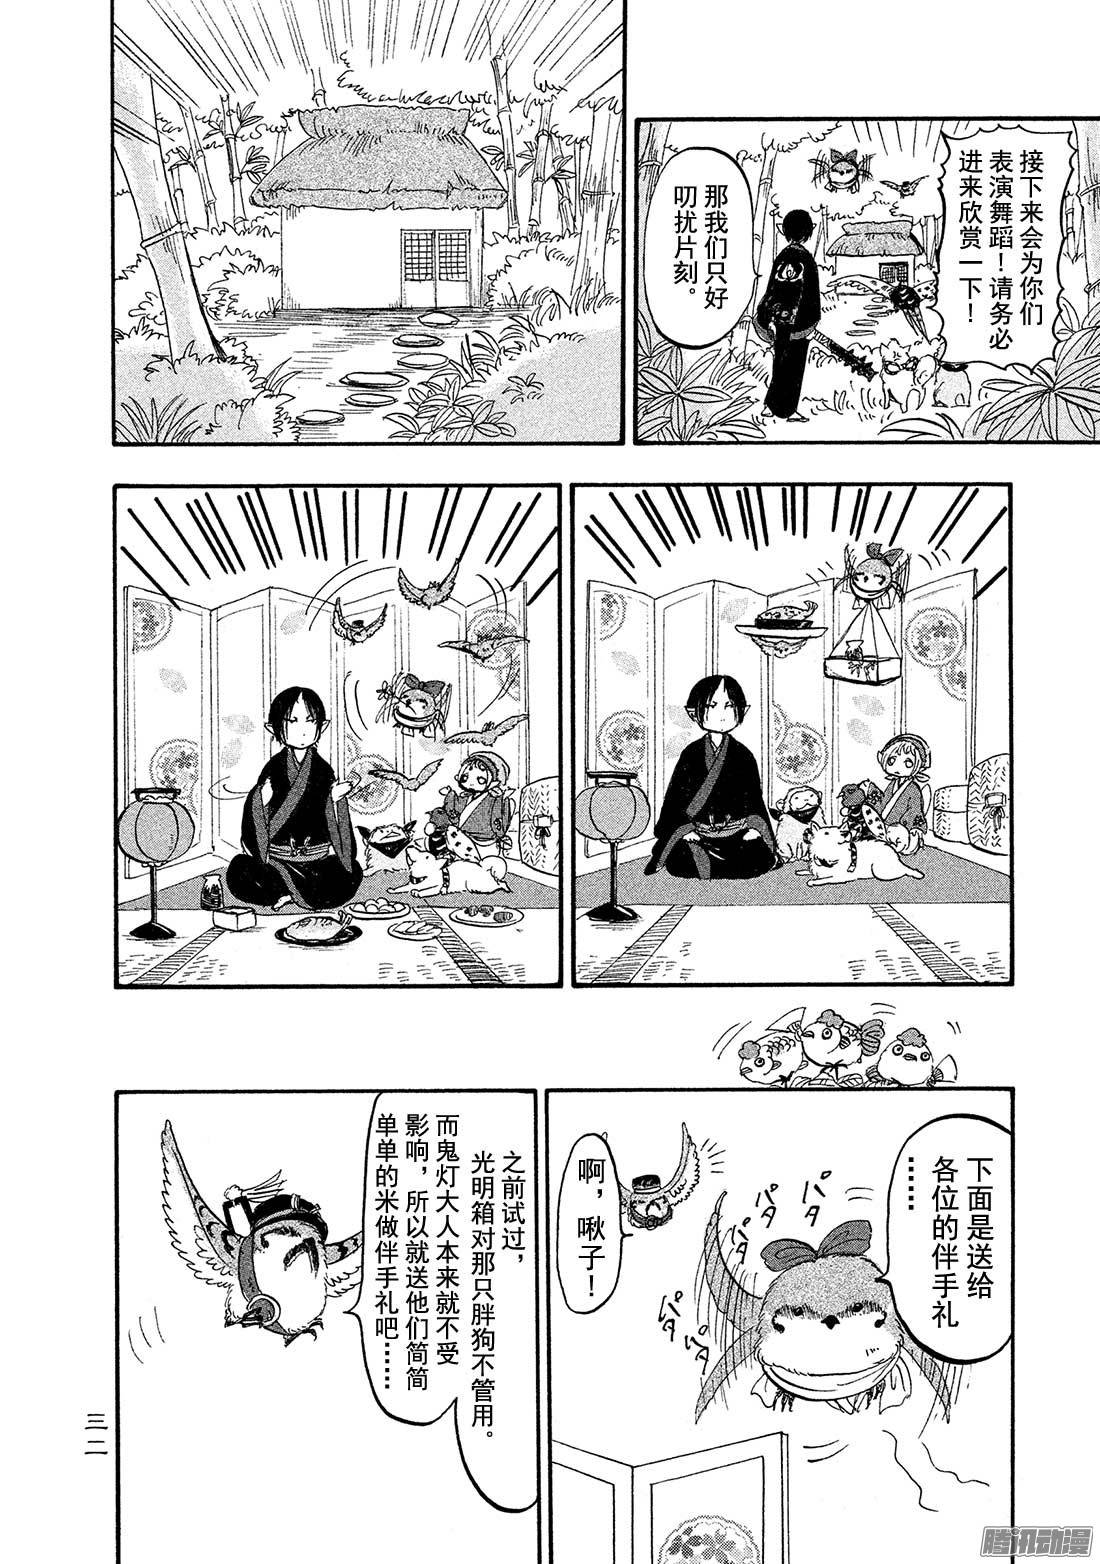 接下来会为你们
表演舞蹈！请务必
进来欣赏一下！
那我们只好
叨扰片刻。
下面是送给
各位的伴手礼
……
パタ
パタ
パタ
パタ
啊，啾子！
之前试过，
光明箱对那只胖狗不管用。
而鬼灯大人本来就不受
影响，所以就送他们简简
单单的米做伴手礼吧……
三二
腾讯动漫